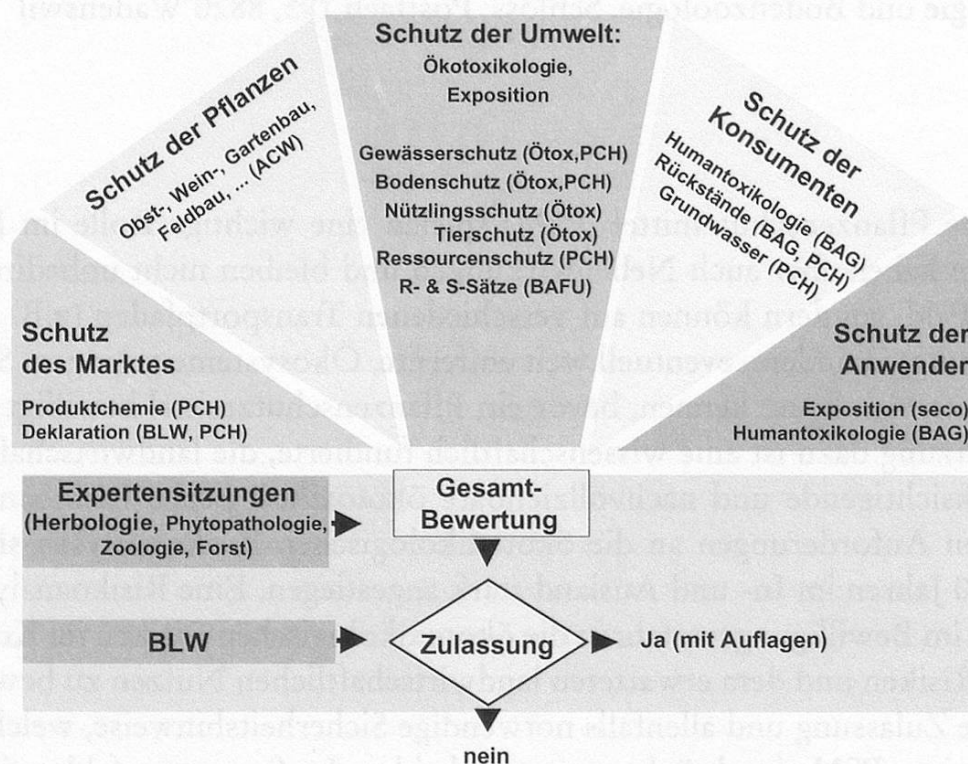 Schutz der Umwelt:
Ökotoxikologie,
Exposition
Gewässerschutz (Ötox,PCH)
Bodenschutz (Ötox,PCH)
Nützlingsschutz (Ötox)
Tierschutz (Ötox)
Ressourcenschutz (PCH)
R- & S-Sätze (BAFU)
Schutz der Pflanzen
Obst-, Wein-, Gartenbau,
Feldbau, ... (ACW)
Schutz der
Konsumenten
Humantoxikologie (BAG)
Rückstände (BAG, PCH)
Grundwasser (PCH)
Schutz
des Marktes
Produktchemie (PCH)
Deklaration (BLW, PCH)
Schutz der
Anwender
Exposition (seco)
Humantoxikologie (BAG)
Expertensitzungen
(Herbologie, Phytopathologie,
Zoologie, Forst)
Gesamt-
Bewertung
BLW
Zulassung
Ja (mit Auflagen)
nein